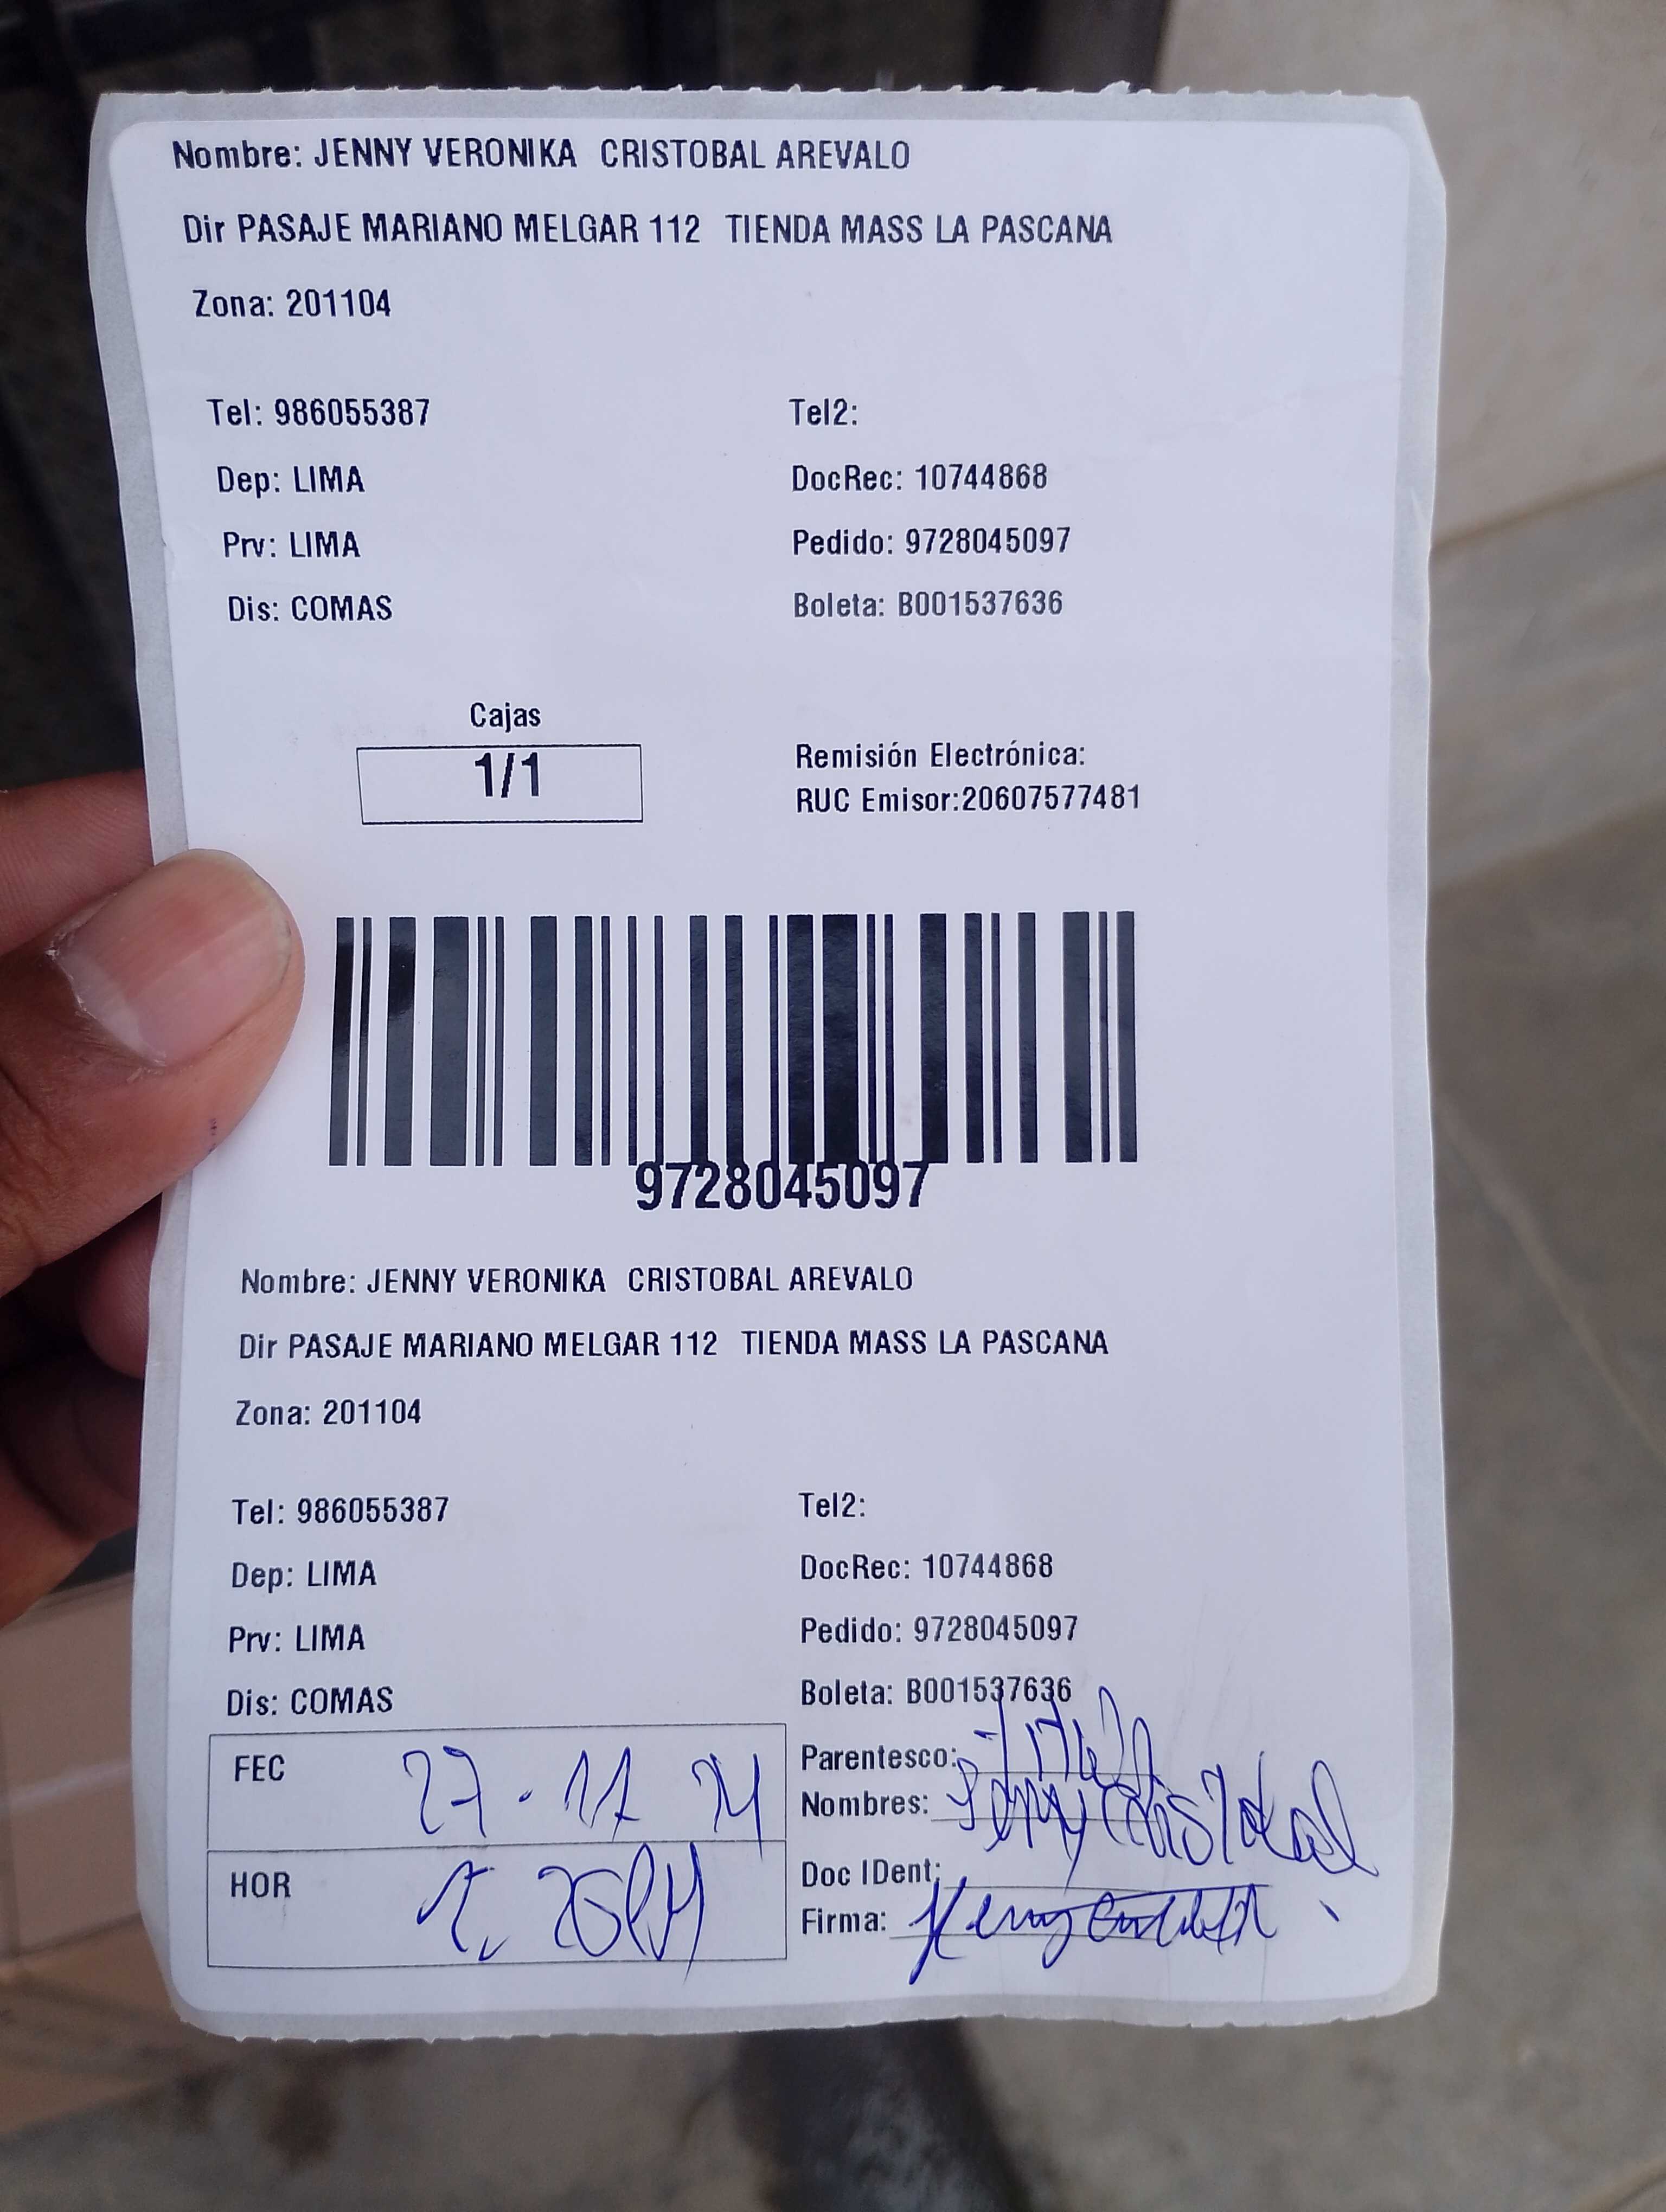 Nombre: JENNY VERONIKA CRISTOBAL AREVALO
Dir PASAJE MARIANO MELGAR 112 TIENDA MASS LA PASCANA
Zona: 201104
Tel: 986055387 Tel2:
Dep: LIMA DocRec: 10744868
Prv: LIMA Pedido: 9728045097
Dis: COMAS Boleta: B001537636
Cajas
1/1
Remisión Electrónica:
RUC Emisor:20607577481
9728045097
Nombre: JENNY VERONIKA CRISTOBAL AREVALO
Dir PASAJE MARIANO MELGAR 112 TIENDA MASS LA PASCANA
Zona: 201104
Tel: 986055387 Tel2:
Dep: LIMA DocRec: 10744868
Prv: LIMA Pedido: 9728045097
Dis: COMAS Boleta: B001537636
FEC 27 - 11 24
HOR
Parentesco:
Nombres: Jenny Cristobal
Doc IDent:
Firma: